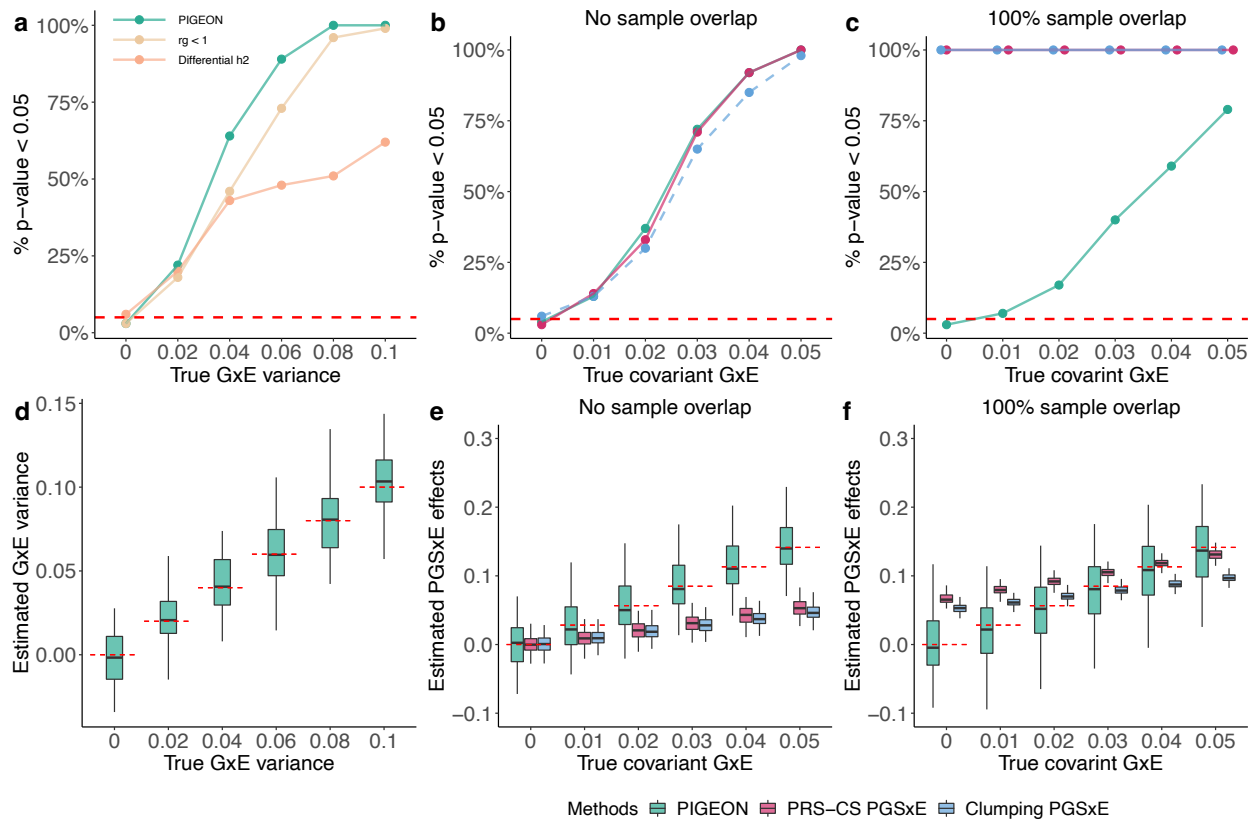 a
100%
75%
50%
25%
0%
% p−value < 0.05
PIGEON
rg < 1
Differential h2
0 0.02 0.04 0.06 0.08 0.1
True GxE variance
b
No sample overlap
100%
75%
50%
25%
0%
% p−value < 0.05
0 0.01 0.02 0.03 0.04 0.05
True covariant GxE
c
100% sample overlap
100%
75%
50%
25%
0%
% p−value < 0.05
0 0.01 0.02 0.03 0.04 0.05
True covarint GxE
d
0.15
0.10
0.05
0.00
Estimated GxE variance
0 0.02 0.04 0.06 0.08 0.1
True GxE variance
e
No sample overlap
0.3
0.2
0.1
0.0
−0.1
Estimated PGSxE effects
0 0.01 0.02 0.03 0.04 0.05
True covariant GxE
f
100% sample overlap
0.3
0.2
0.1
0.0
−0.1
Estimated PGSxE effects
0 0.01 0.02 0.03 0.04 0.05
True covarint GxE
Methods PIGEON PRS−CS PGSxE Clumping PGSxE